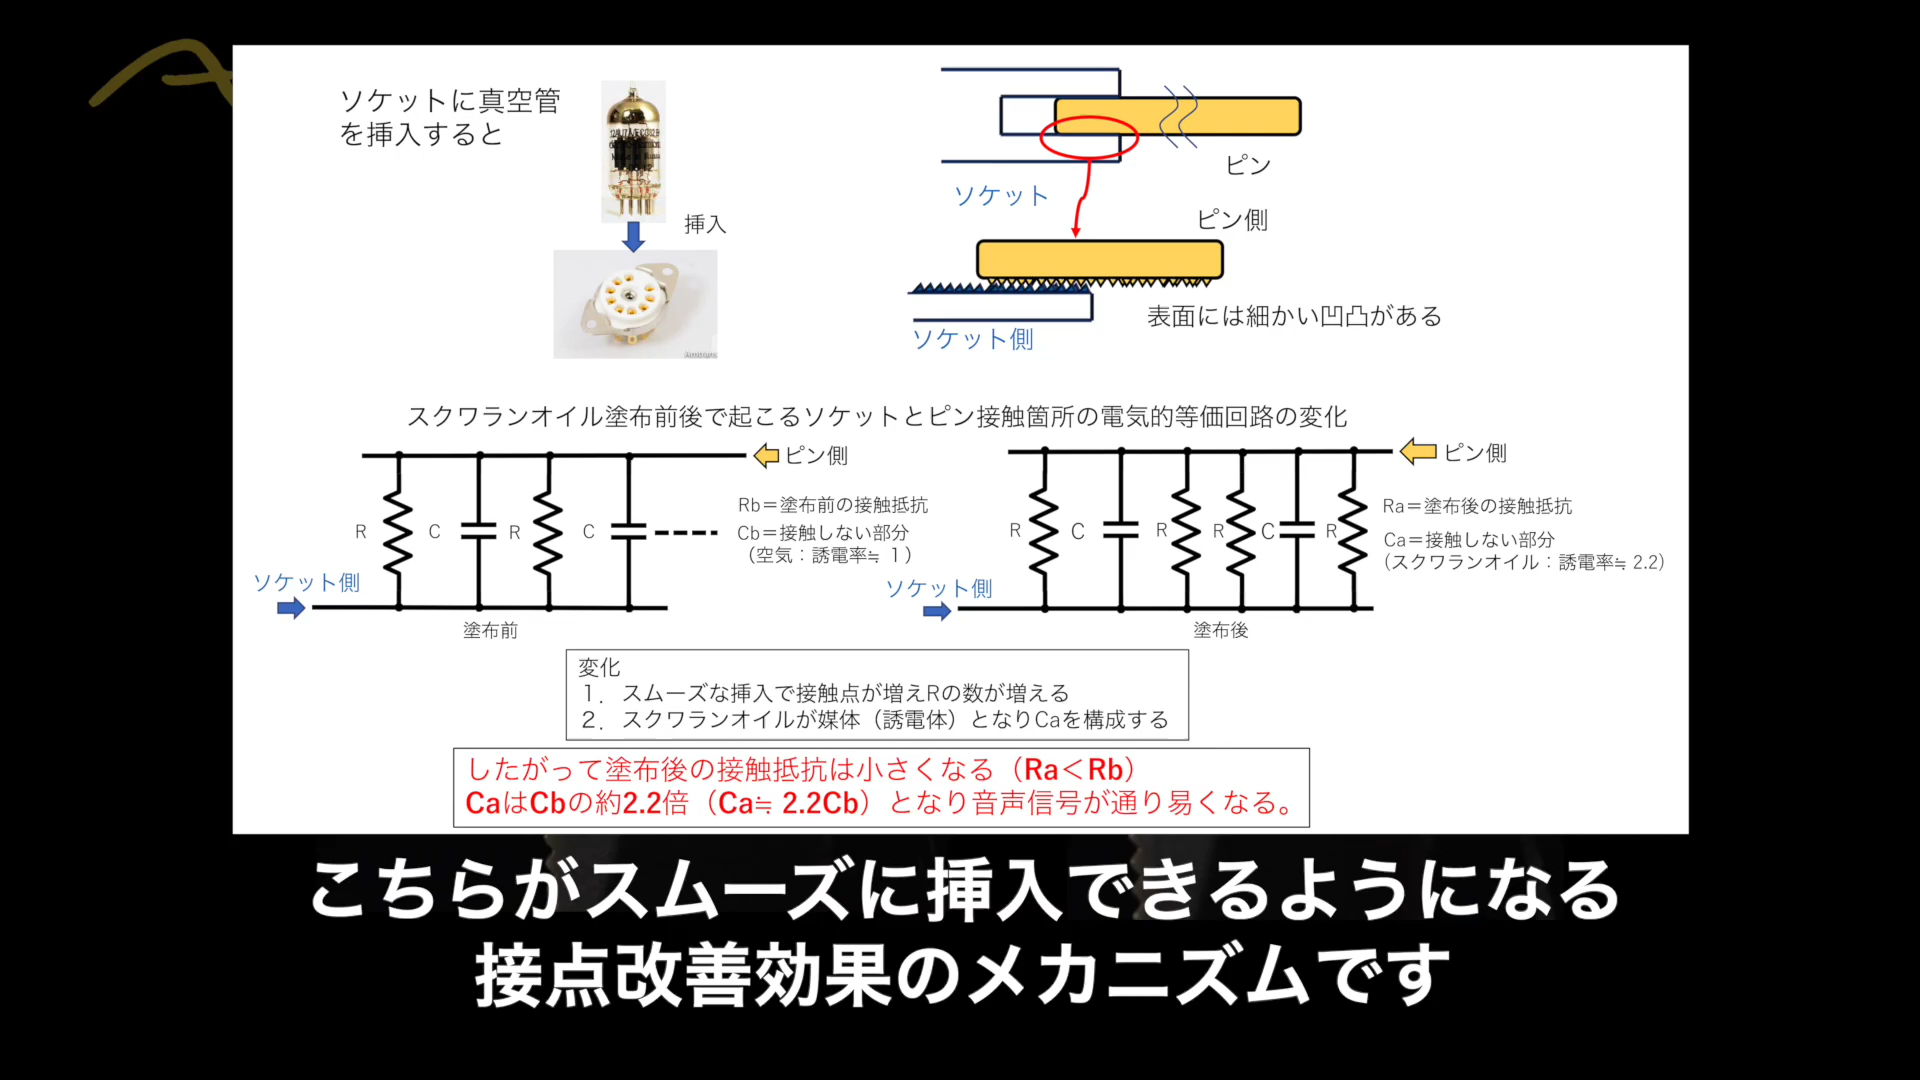 ソケットに真空管
を挿入すると
挿入
ピン
ソケット
ピン側
表面には細かい凹凸がある
ソケット側
スクワランオイル塗布前後で起こるソケットとピン接触箇所の電気的等価回路の変化
ピン側
R C R C
Rb＝塗布前の接触抵抗
Cb＝接触しない部分
（空気：誘電率≒ 1）
ソケット側
塗布前
ピン側
R C R R C R
Ra＝塗布後の接触抵抗
Ca＝接触しない部分
(スクワランオイル：誘電率≒ 2.2)
ソケット側
塗布後
変化
1．スムーズな挿入で接触点が増えRの数が増える
2．スクワランオイルが媒体（誘電体）となりCaを構成する
したがって塗布後の接触抵抗は小さくなる（Ra＜Rb）
CaはCbの約2.2倍（Ca≒ 2.2Cb）となり音声信号が通り易くなる。
こちらがスムーズに挿入できるようになる
接点改善効果のメカニズムです